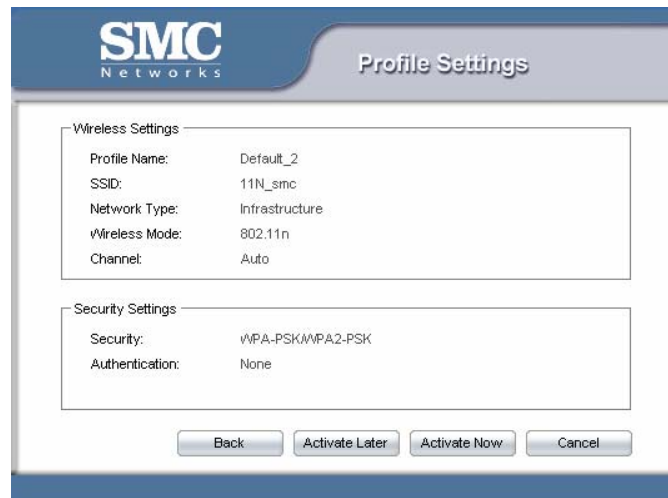 SMC
Networks
Profile Settings
Wireless Settings
Profile Name: Default_2
SSID: 11N_smc
Network Type: Infrastructure
Wireless Mode: 802.11n
Channel: Auto
Security Settings
Security: WPA-PSK/WPA2-PSK
Authentication: None
Back Activate Later Activate Now Cancel